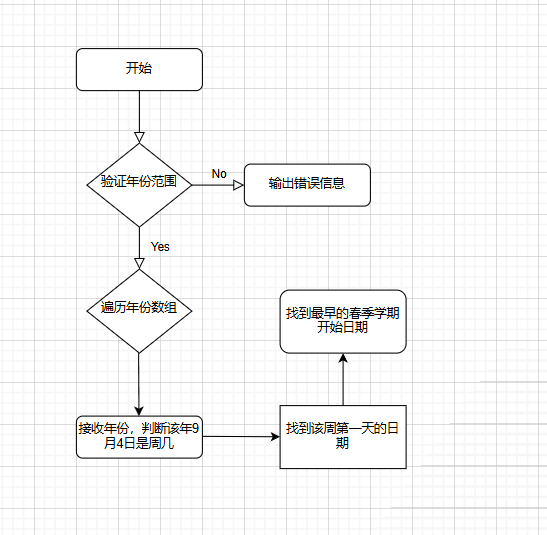 开始
验证年份范围
No
输出错误信息
Yes
遍历年份数组
找到最早的春季学期
开始日期
接收年份，判断该年9
月4日是周几
找到该周第一天的日
期